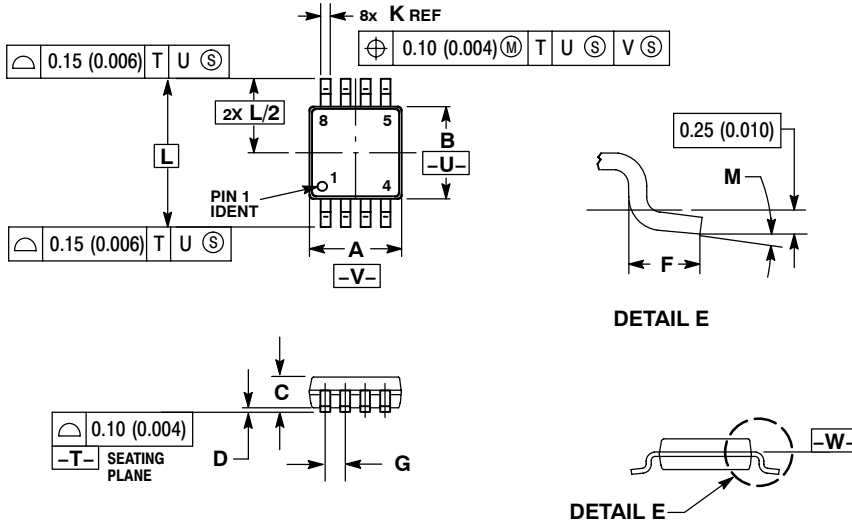 8x K REF
⌓ 0.15 (0.006) T U Ⓢ
⌖ 0.10 (0.004) Ⓜ T U Ⓢ V Ⓢ
2X L/2
8 5
B
–U–
L
1
4
PIN 1
IDENT
⌓ 0.15 (0.006) T U Ⓢ
A
–V–
0.25 (0.010)
M
F
DETAIL E
C
⌓ 0.10 (0.004)
–T– SEATING
PLANE
D
G
–W–
DETAIL E